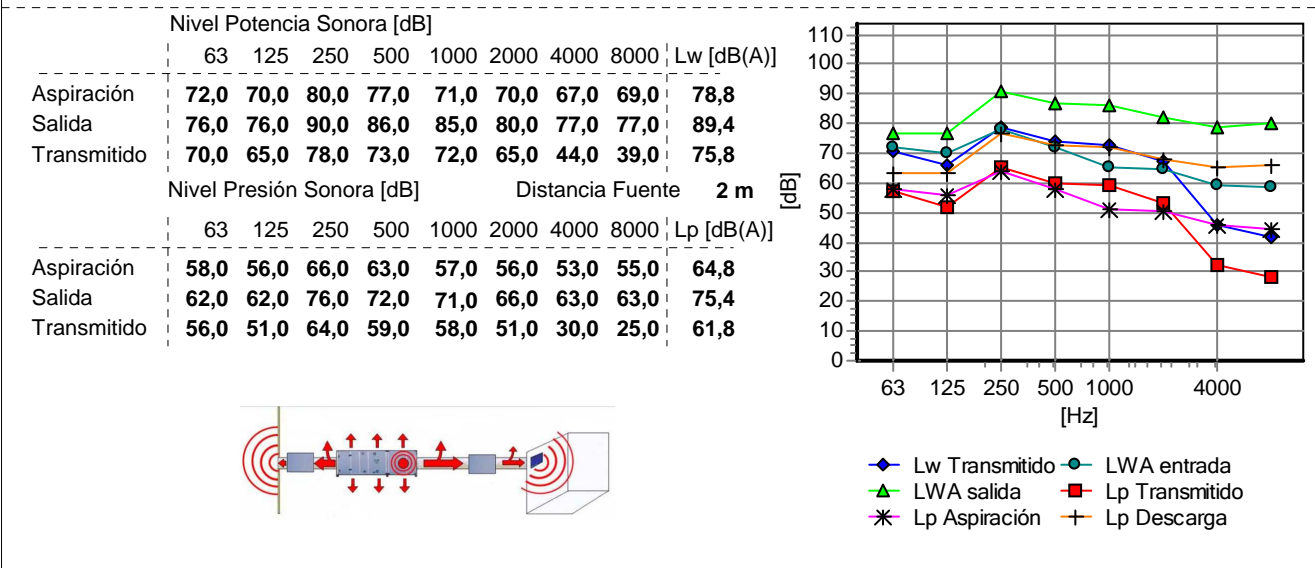 Nivel Potencia Sonora [dB]
63 125 250 500 1000 2000 4000 8000 Lw [dB(A)]
Aspiración 72,0 70,0 80,0 77,0 71,0 70,0 67,0 69,0 78,8
Salida 76,0 76,0 90,0 86,0 85,0 80,0 77,0 77,0 89,4
Transmitido 70,0 65,0 78,0 73,0 72,0 65,0 44,0 39,0 75,8
Nivel Presión Sonora [dB] Distancia Fuente 2 m
63 125 250 500 1000 2000 4000 8000 Lp [dB(A)]
Aspiración 58,0 56,0 66,0 63,0 57,0 56,0 53,0 55,0 64,8
Salida 62,0 62,0 76,0 72,0 71,0 66,0 63,0 63,0 75,4
Transmitido 56,0 51,0 64,0 59,0 58,0 51,0 30,0 25,0 61,8
110
100
90
80
70
60
50
40
30
20
10
0
[dB]
63 125 250 500 1000 4000
[Hz]
Lw Transmitido LWA entrada
LWA salida Lp Transmitido
Lp Aspiración Lp Descarga